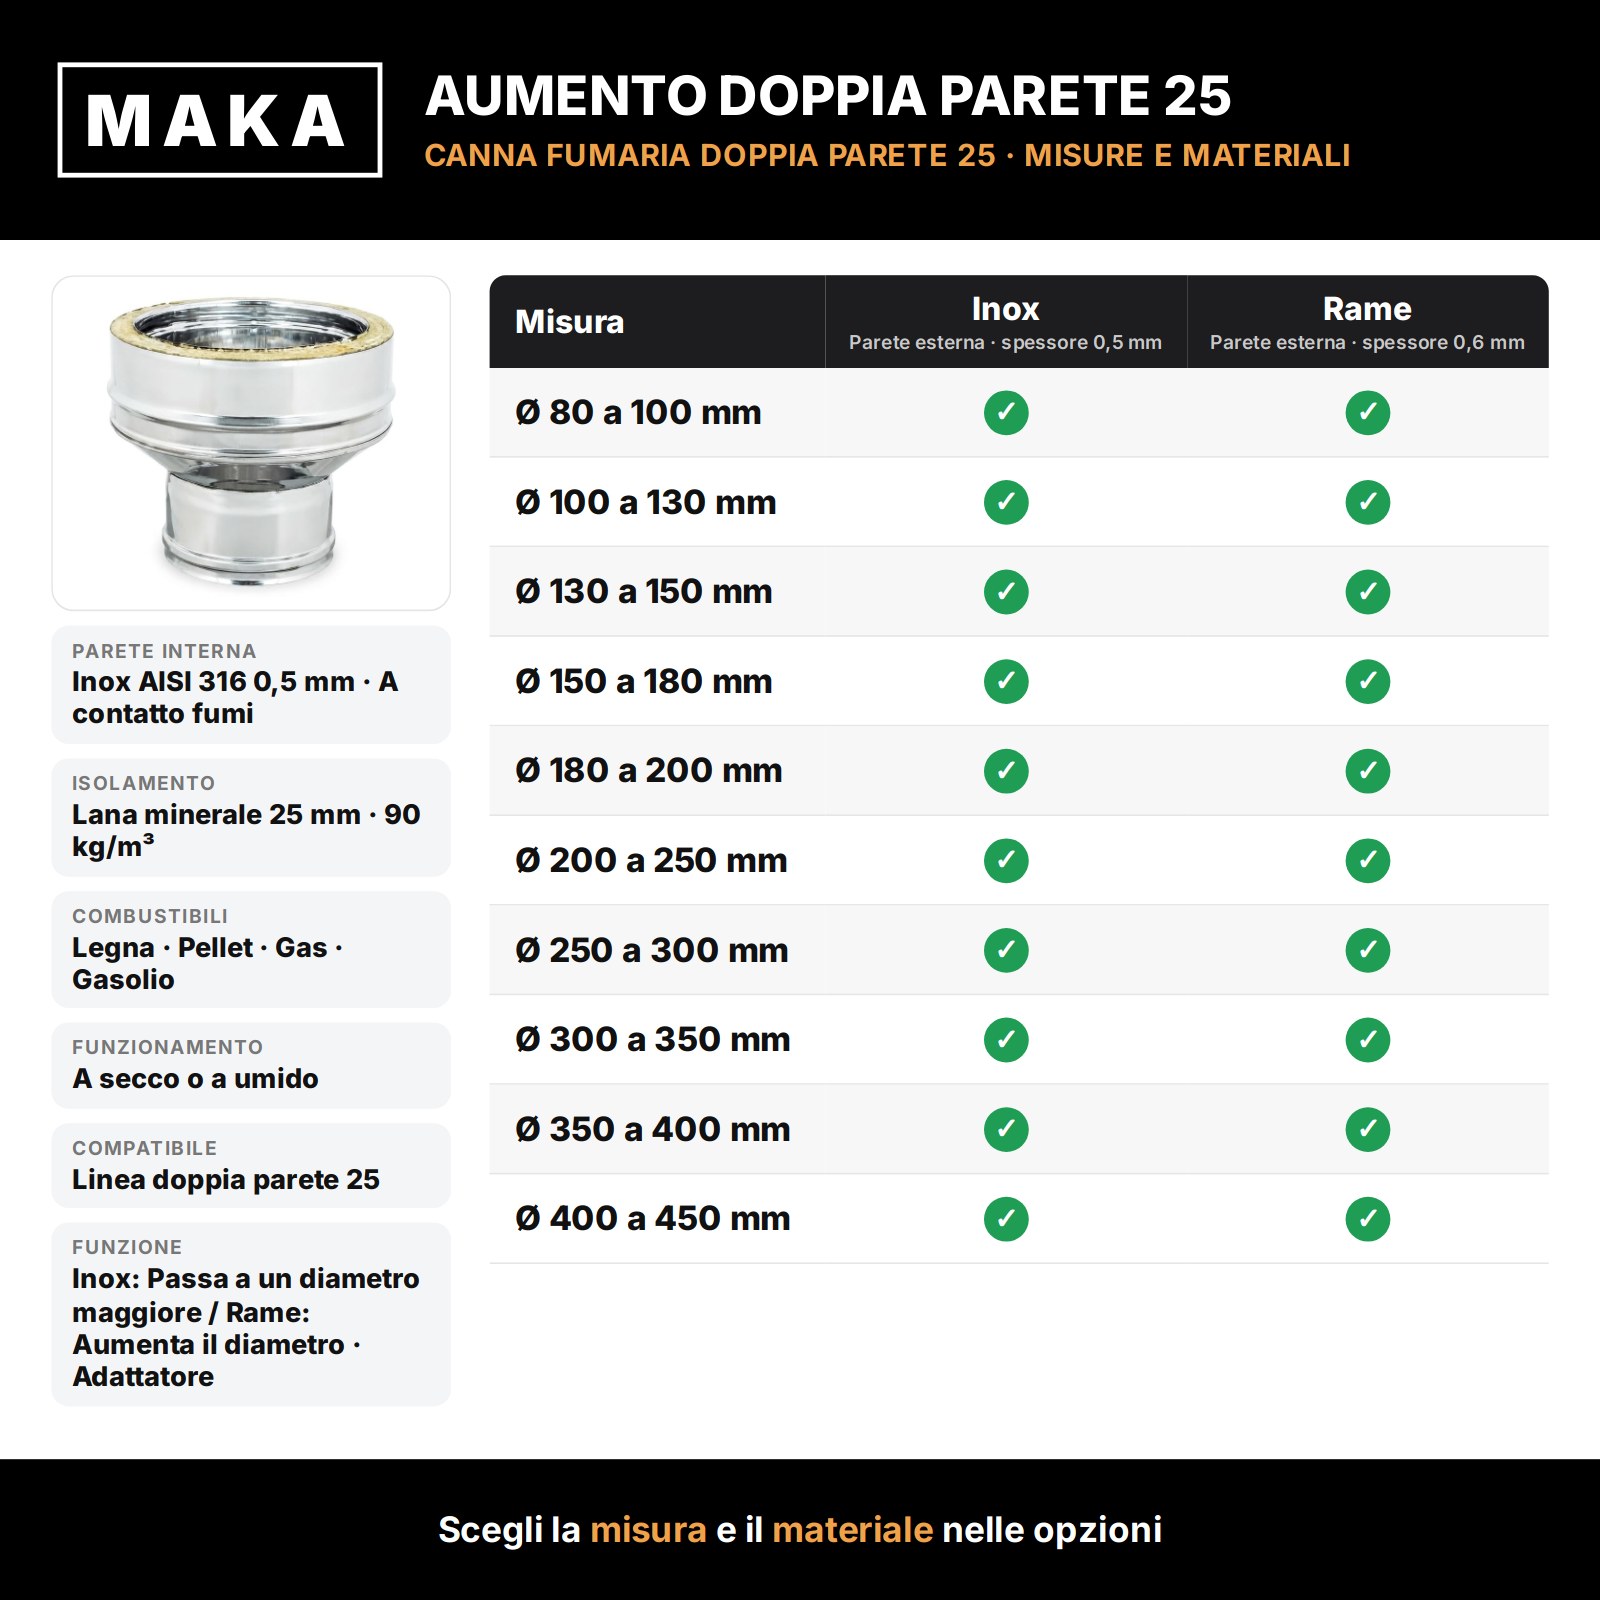 MAKA
AUMENTO DOPPIA PARETE 25
CANNA FUMARIA DOPPIA PARETE 25 · MISURE E MATERIALI
PARETE INTERNA
Inox AISI 316 0,5 mm · A
contatto fumi
ISOLAMENTO
Lana minerale 25 mm · 90
kg/m³
COMBUSTIBILI
Legna · Pellet · Gas ·
Gasolio
FUNZIONAMENTO
A secco o a umido
COMPATIBILE
Linea doppia parete 25
FUNZIONE
Inox: Passa a un diametro
maggiore / Rame:
Aumenta il diametro ·
Adattatore
Misura
Inox
Parete esterna · spessore 0,5 mm
Rame
Parete esterna · spessore 0,6 mm
Ø 80 a 100 mm ✓ ✓
Ø 100 a 130 mm ✓ ✓
Ø 130 a 150 mm ✓ ✓
Ø 150 a 180 mm ✓ ✓
Ø 180 a 200 mm ✓ ✓
Ø 200 a 250 mm ✓ ✓
Ø 250 a 300 mm ✓ ✓
Ø 300 a 350 mm ✓ ✓
Ø 350 a 400 mm ✓ ✓
Ø 400 a 450 mm ✓ ✓
Scegli la misura e il materiale nelle opzioni